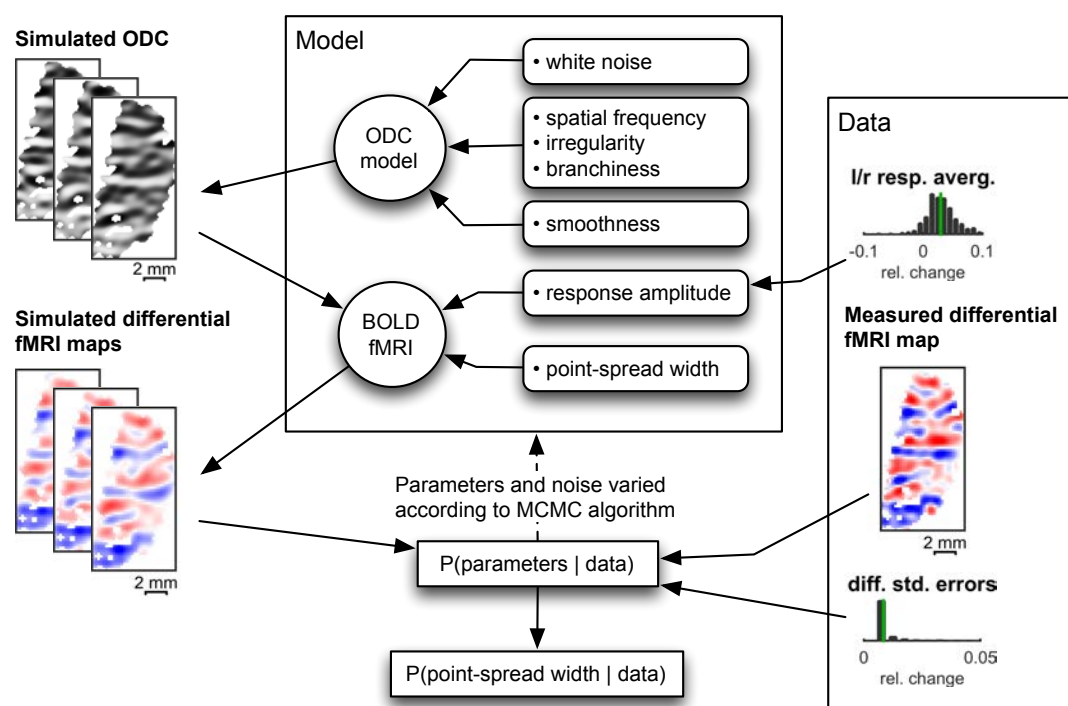 Simulated ODC
2 mm
Simulated differential
fMRI maps
2 mm
Model
ODC
model
• white noise
• spatial frequency
• irregularity
• branchiness
• smoothness
BOLD
fMRI
• response amplitude
• point-spread width
Parameters and noise varied
according to MCMC algorithm
P(parameters | data)
P(point-spread width | data)
Data
l/r resp. averg.
-0.1 0 0.1
rel. change
Measured differential
fMRI map
2 mm
diff. std. errors
0 0.05
rel. change